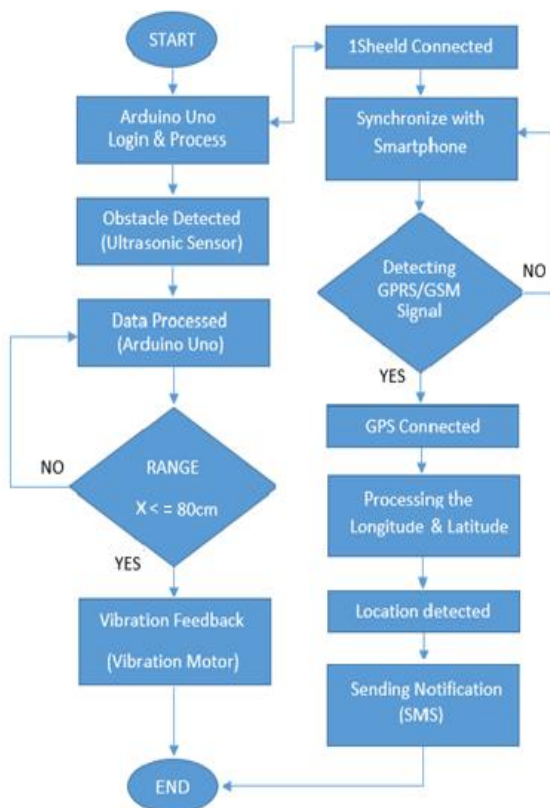 START
Arduino Uno
Login & Process
Obstacle Detected
(Ultrasonic Sensor)
Data Processed
(Arduino Uno)
NO
RANGE
X < = 80cm
YES
Vibration Feedback
(Vibration Motor)
END
1Sheeld Connected
Synchronize with
Smartphone
Detecting
GPRS/GSM
Signal
NO
YES
GPS Connected
Processing the
Longitude & Latitude
Location detected
Sending Notification
(SMS)